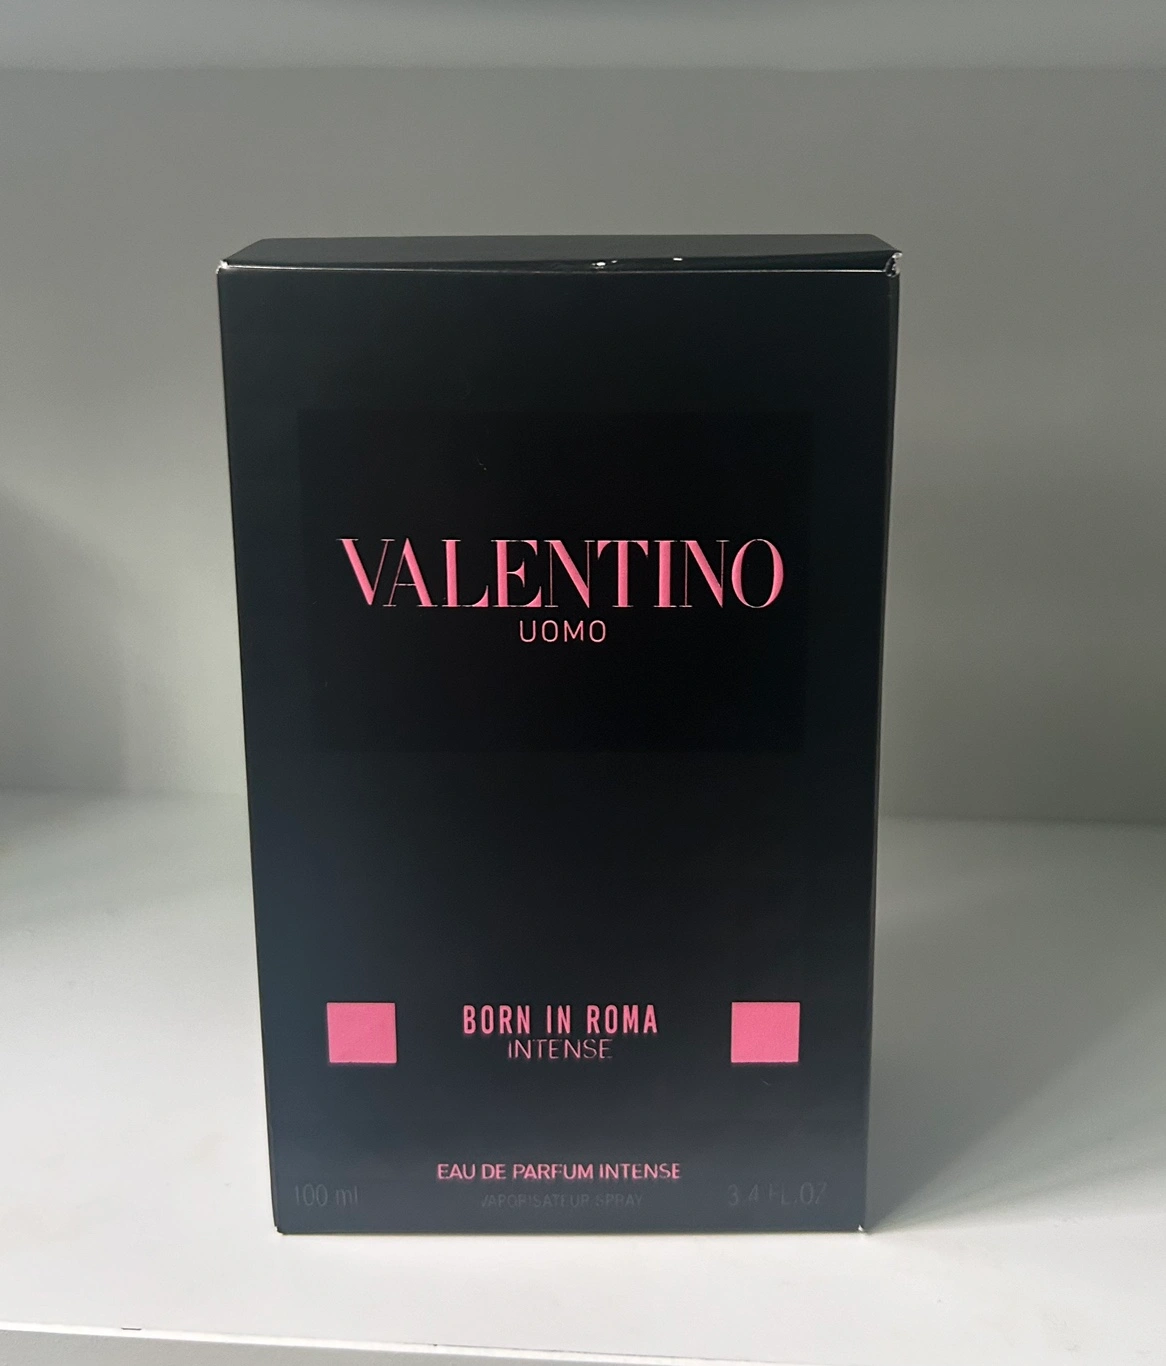 VALENTINO
UOMO
BORN IN ROMA
INTENSE
EAU DE PARFUM INTENSE
100 ml VAPORISATEUR SPRAY 3.4 FL.OZ